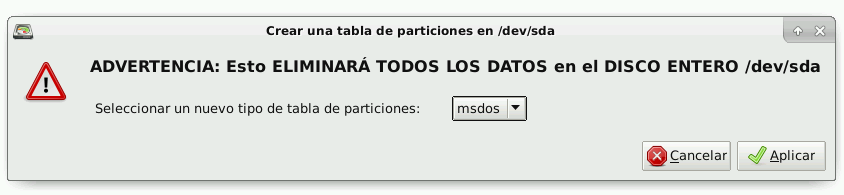 Crear una tabla de particiones en /dev/sda
ADVERTENCIA: Esto ELIMINARÁ TODOS LOS DATOS en el DISCO ENTERO /dev/sda
Seleccionar un nuevo tipo de tabla de particiones: msdos
Cancelar Aplicar